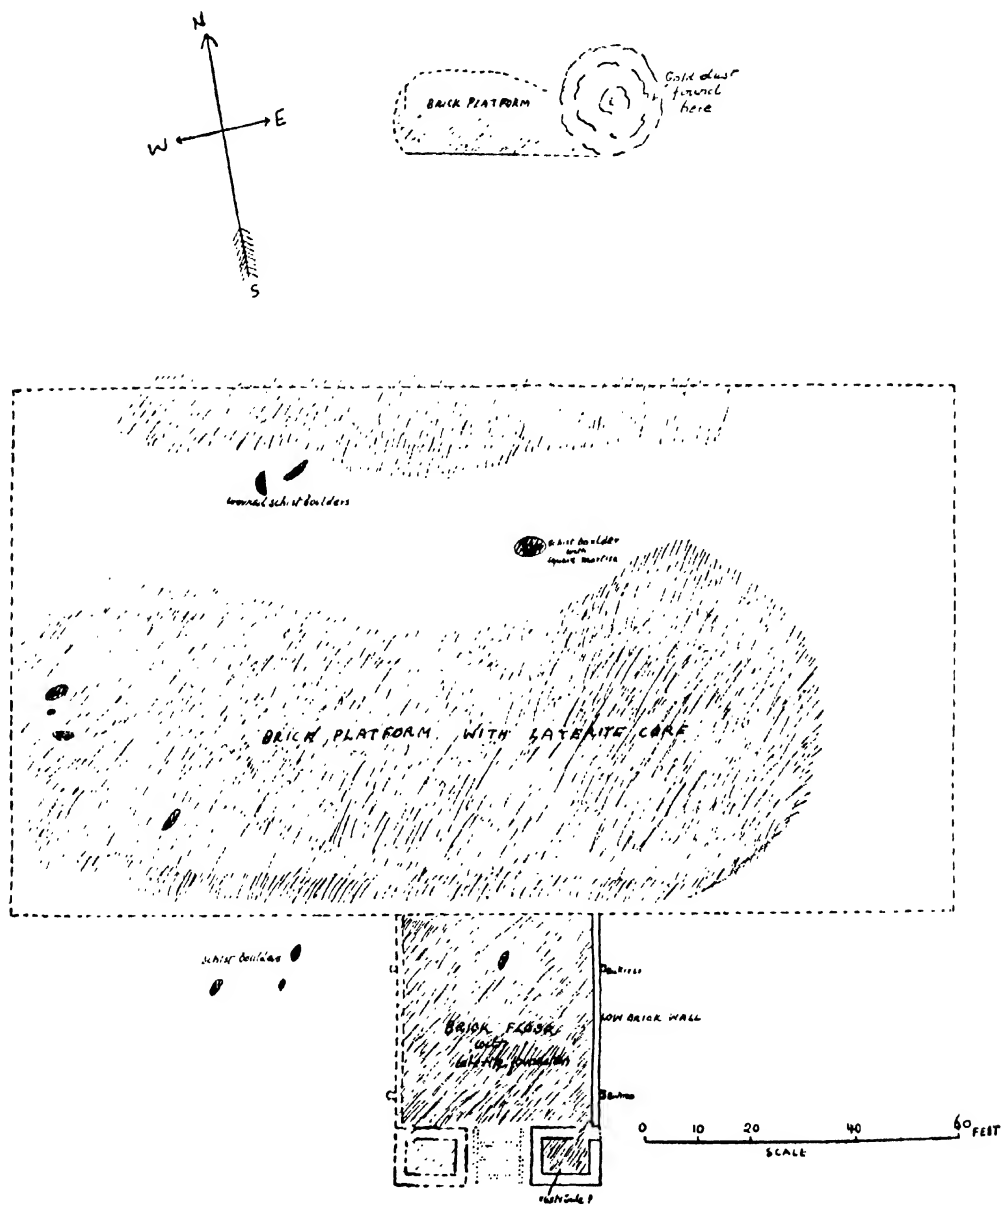 N
W
E
S
BRICK PLATFORM
Gold dust
found
here
schist boulders
schist boulder
with
square mortise
BRICK PLATFORM WITH LATERITE CORE
schist boulders
Buttress
LOW BRICK WALL
BRICK FLOOR
with
laterite foundation
Buttress
0 10 20 40 60 FEET
SCALE
Vestibule ?